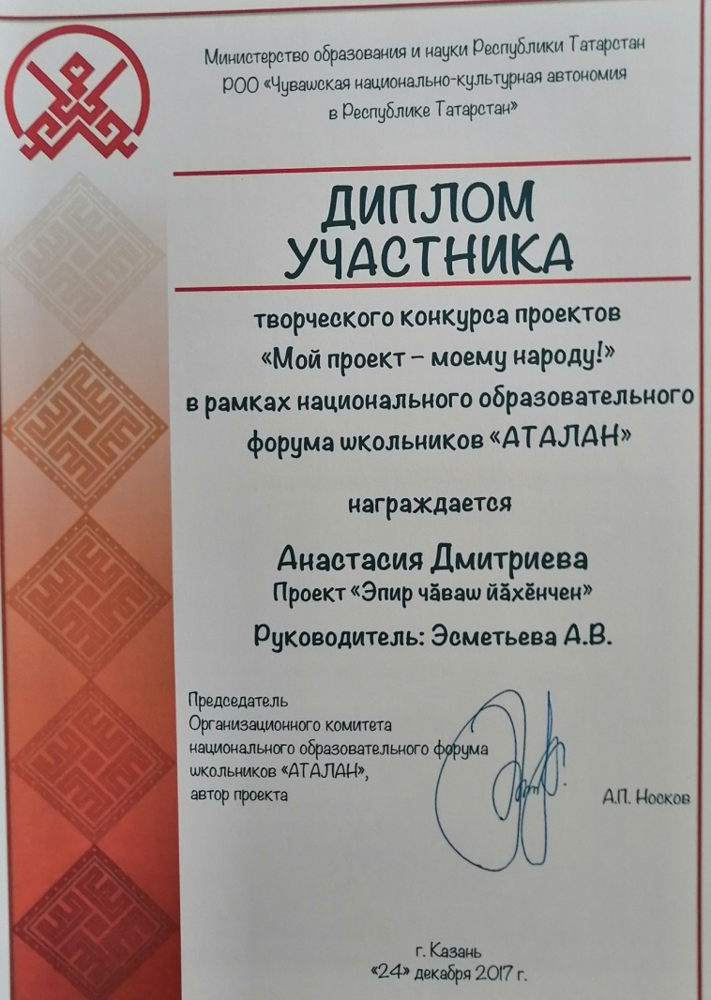 Министерство образования и науки Республики Татарстан
РОО «Чувашская национально-культурная автономия
в Республике Татарстан»
ДИПЛОМ
УЧАСТНИКА
творческого конкурса проектов
«Мой проект – моему народу!»
в рамках национального образовательного
форума школьников «АТАЛАН»
награждается
Анастасия Дмитриева
Проект «Эпир чӑваш йӑхӗнчен»
Руководитель: Эсметьева А.В.
Председатель
Организационного комитета
национального образовательного форума
школьников «АТАЛАН»,
автор проекта
А.П. Носков
г. Казань
«24» декабря 2017 г.